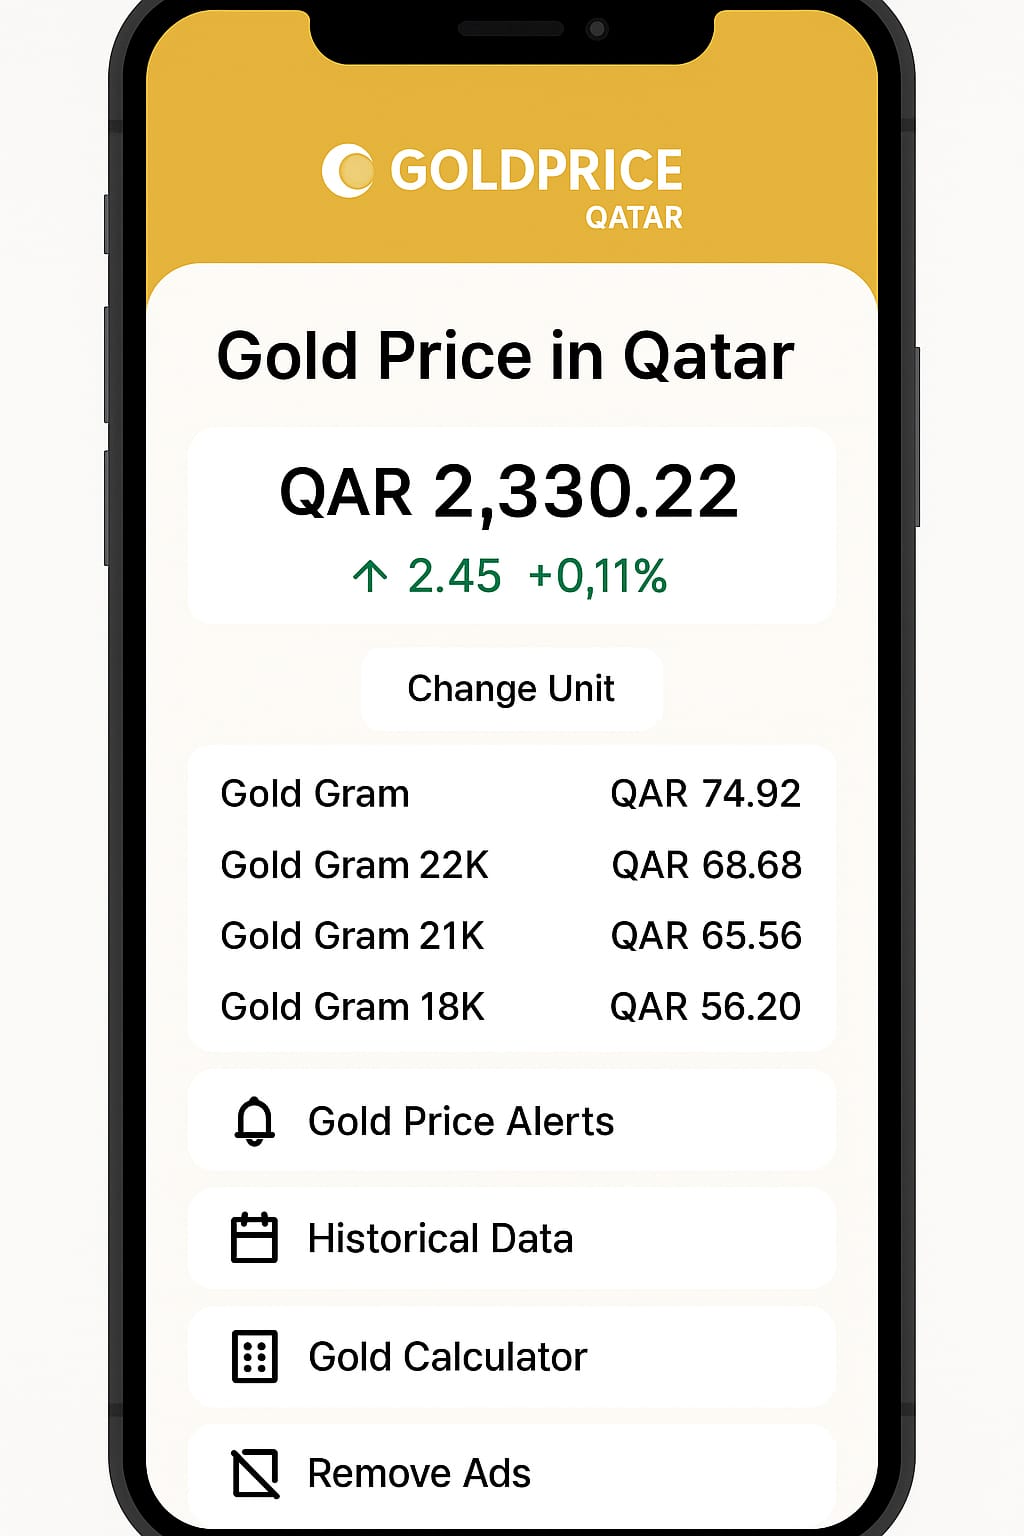 GOLDPRICE
QATAR
Gold Price in Qatar
QAR 2,330.22
↑ 2.45 +0,11%
Change Unit
Gold Gram QAR 74.92
Gold Gram 22K QAR 68.68
Gold Gram 21K QAR 65.56
Gold Gram 18K QAR 56.20
Gold Price Alerts
Historical Data
Gold Calculator
Remove Ads